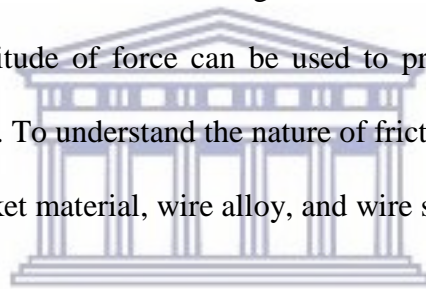 itude of force can be used to pr
. To understand the nature of frict
ket material, wire alloy, and wire s